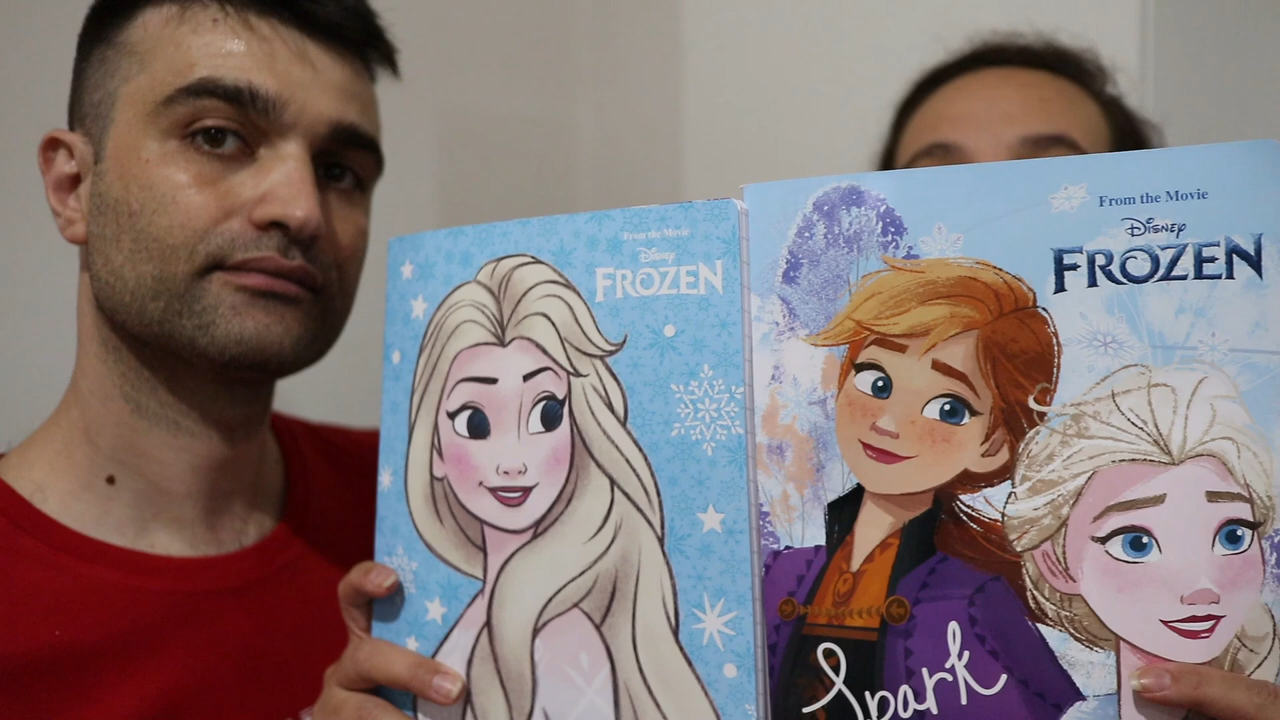 From the Movie
Disney
FROZEN
From the Movie
Disney
FROZEN
Spark